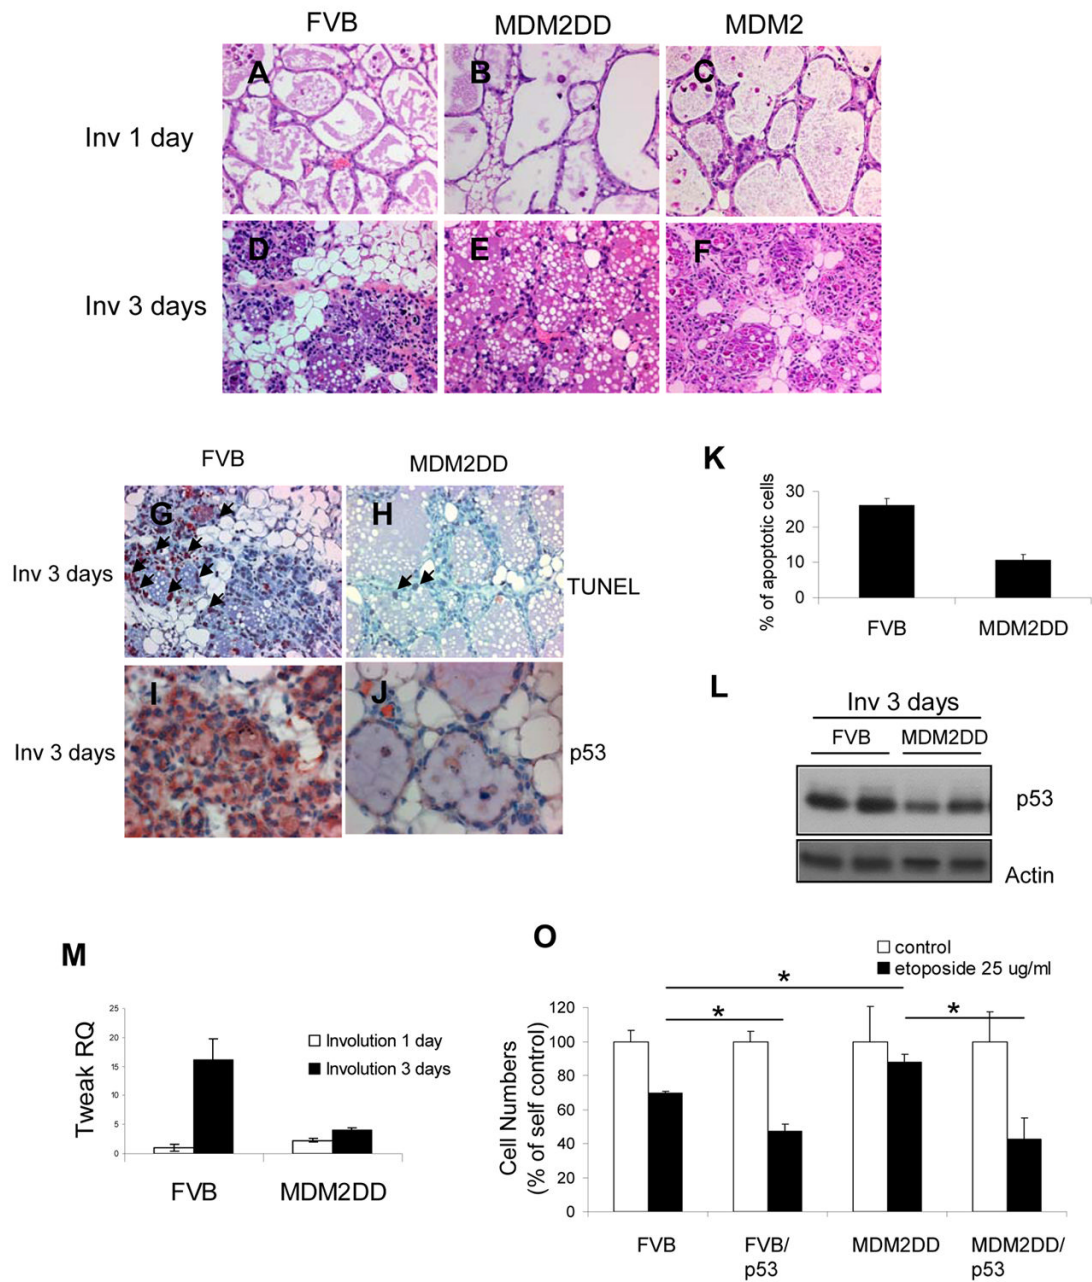 FVB MDM2DD MDM2
Inv 1 day A B C
Inv 3 days D E F
FVB MDM2DD
Inv 3 days G H TUNEL
Inv 3 days I J p53
K
% of apoptotic cells
30
20
10
0
FVB MDM2DD
L
Inv 3 days
FVB MDM2DD
p53
Actin
M
Tweak RQ
25
20
15
10
5
0
Involution 1 day
Involution 3 days
FVB MDM2DD
O
control
etoposide 25 ug/ml
* * *
Cell Numbers
(% of self control)
120
100
80
60
40
20
0
FVB FVB/ MDM2DD MDM2DD/
p53 p53